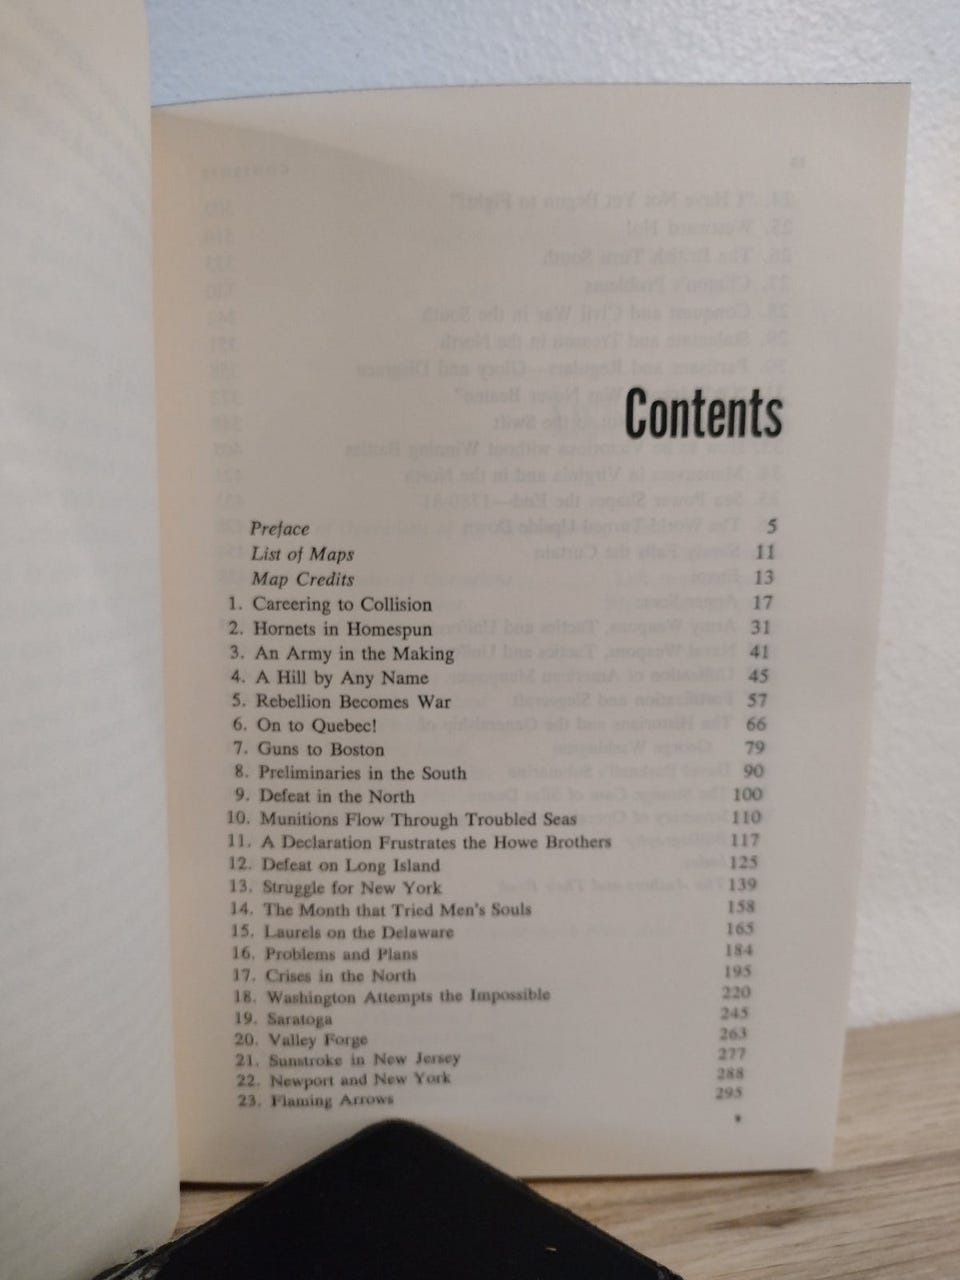 Contents
Preface 5
List of Maps 11
Map Credits 13
1. Careering to Collision 17
2. Hornets in Homespun 31
3. An Army in the Making 41
4. A Hill by Any Name 45
5. Rebellion Becomes War 57
6. On to Quebec! 66
7. Guns to Boston 79
8. Preliminaries in the South 90
9. Defeat in the North 100
10. Munitions Flow Through Troubled Seas 110
11. A Declaration Frustrates the Howe Brothers 117
12. Defeat on Long Island 125
13. Struggle for New York 139
14. The Month that Tried Men's Souls 158
15. Laurels on the Delaware 165
16. Problems and Plans 184
17. Crises in the North 195
18. Washington Attempts the Impossible 220
19. Saratoga 245
20. Valley Forge 263
21. Sunstroke in New Jersey 277
22. Newport and New York 288
23. Flaming Arrows 295